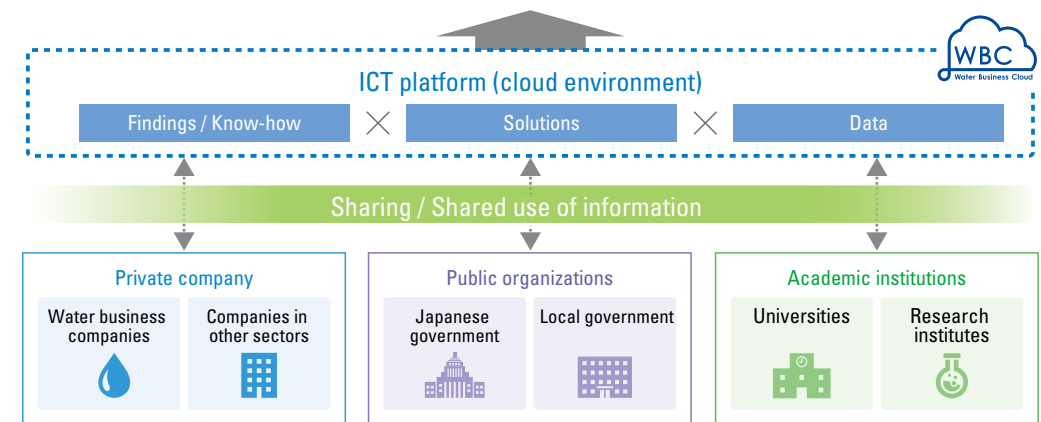 WBC
Water Business Cloud
ICT platform (cloud environment)
Findings / Know-how
Solutions
Data
Sharing / Shared use of information
Private company
Water business
companies
Companies in
other sectors
Public organizations
Japanese
government
Local government
Academic institutions
Universities
Research
institutes